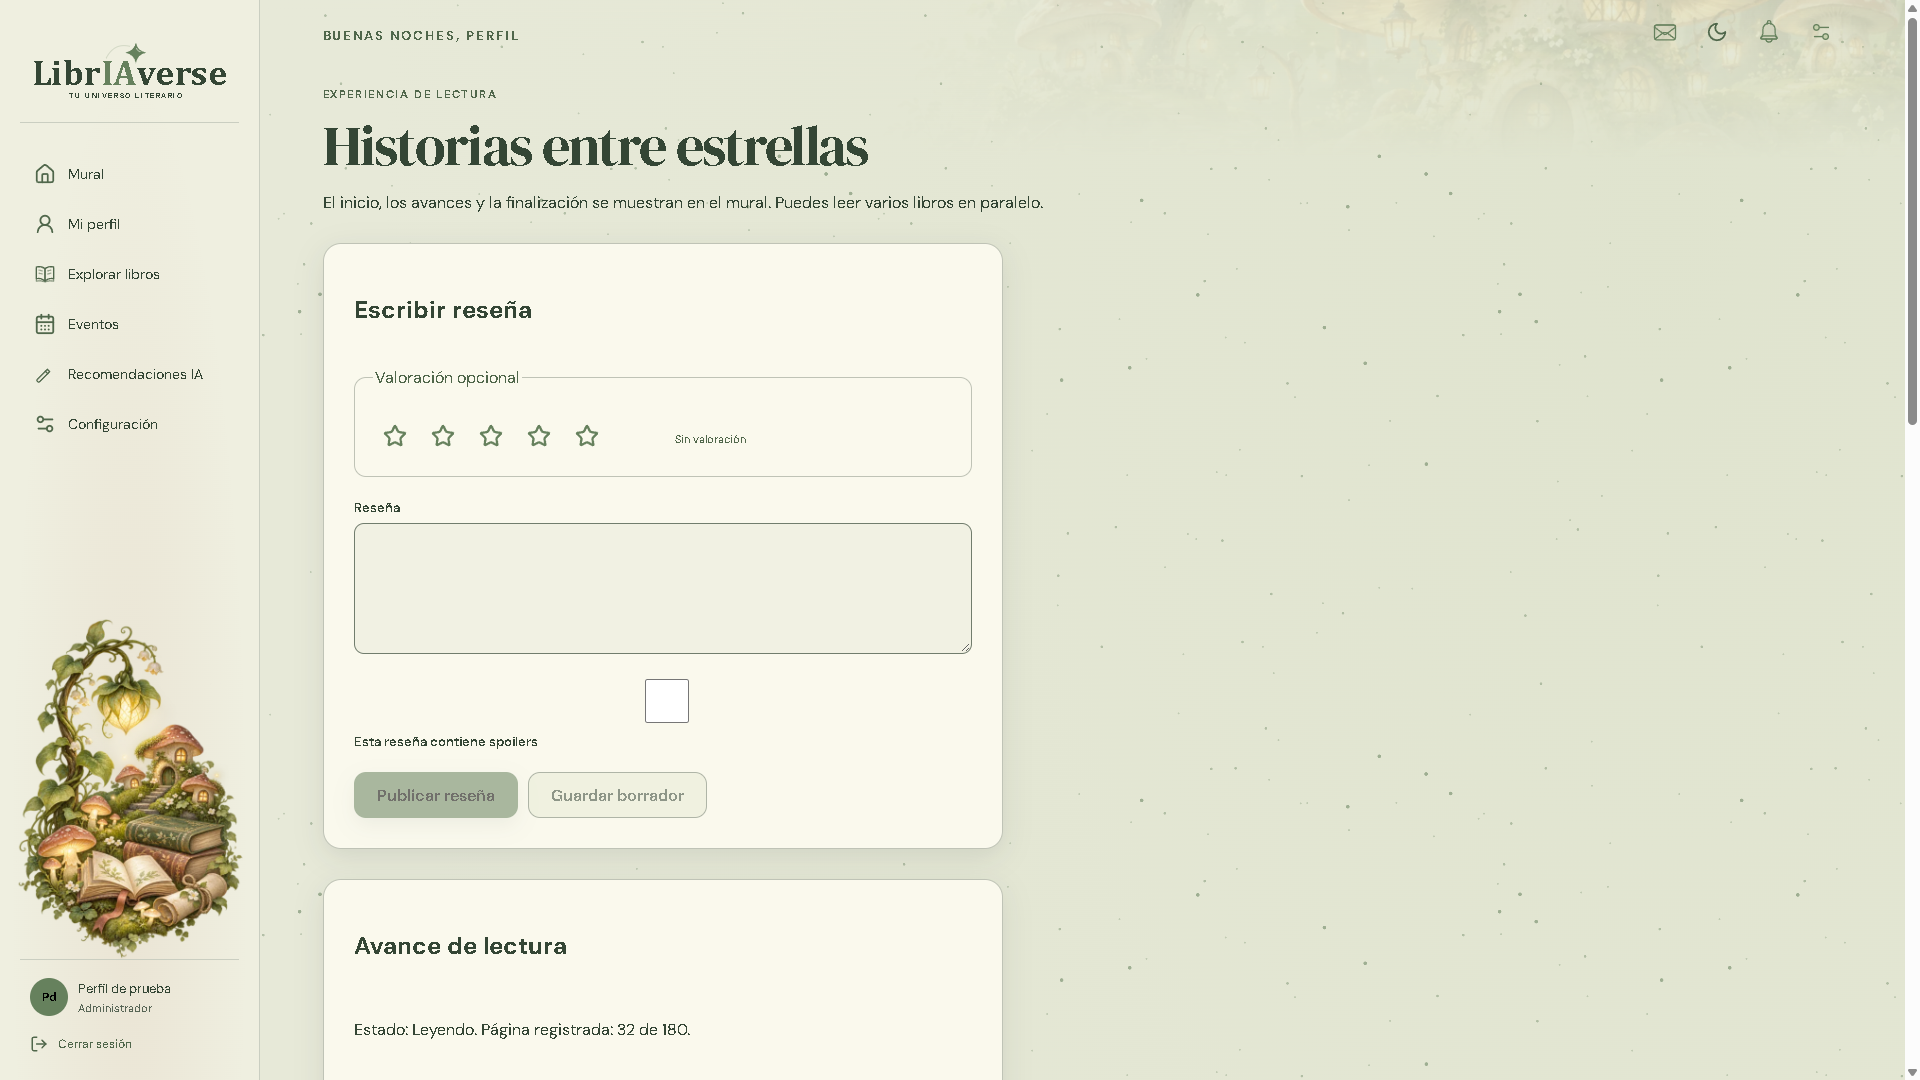 LibrIAverse
TU UNIVERSO LITERARIO
Mural
Mi perfil
Explorar libros
Eventos
Recomendaciones IA
Configuración
Pd
Perfil de prueba
Administrador
Cerrar sesión
BUENAS NOCHES, PERFIL
EXPERIENCIA DE LECTURA
Historias entre estrellas
El inicio, los avances y la finalización se muestran en el mural. Puedes leer varios libros en paralelo.
Escribir reseña
Valoración opcional
Sin valoración
Reseña
Esta reseña contiene spoilers
Publicar reseña
Guardar borrador
Avance de lectura
Estado: Leyendo. Página registrada: 32 de 180.